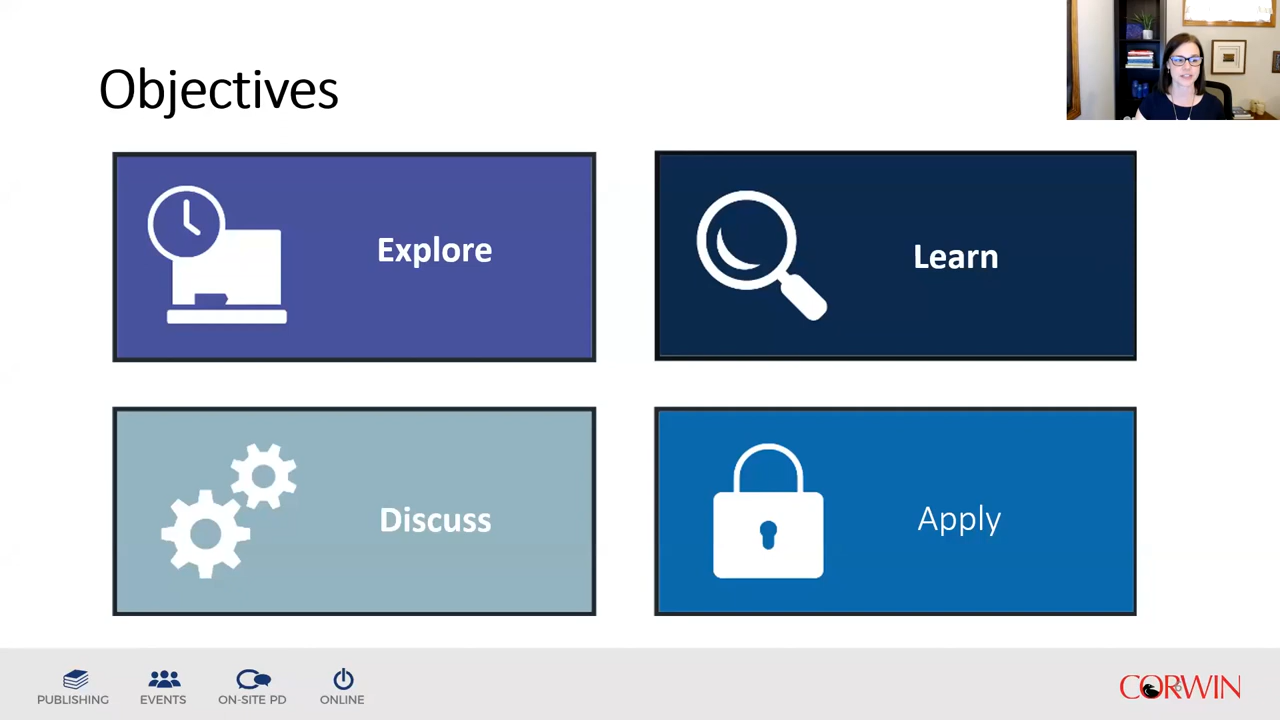 Objectives
Explore
Learn
Discuss
Apply
PUBLISHING
EVENTS
ON-SITE PD
ONLINE
CORWIN